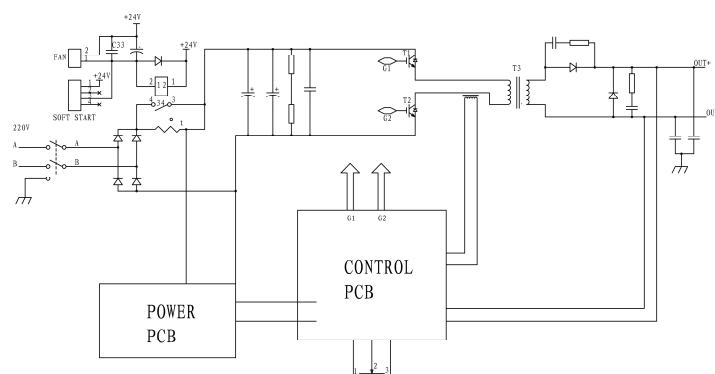 +24V
C33
+24V
FAN
2
1
+24V
2 1 2 1
4 3 4 3
1
2
3
4
SOFT START
t
220V
A A
B B
G1
T1
G2
T2
T3
OUT+
OU
G1 G2
CONTROL
PCB
POWER
PCB
1 2 3